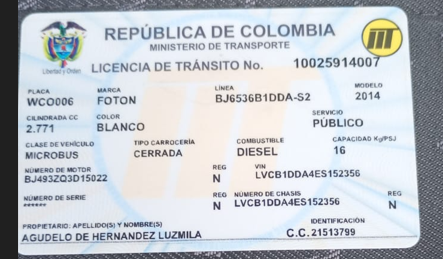 REPÚBLICA DE COLOMBIA
MINISTERIO DE TRANSPORTE
Libertad y Orden
LICENCIA DE TRÁNSITO No. 10025914007
PLACA MARCA LÍNEA MODELO
WCO006 FOTON BJ6536B1DDA-S2 2014
CILINDRADA CC COLOR SERVICIO
2.771 BLANCO PÚBLICO
CLASE DE VEHÍCULO TIPO CARROCERÍA COMBUSTIBLE CAPACIDAD Kg/PSJ
MICROBUS CERRADA DIESEL 16
NÚMERO DE MOTOR REG VIN
BJ493ZQ3D15022 N LVCB1DDA4ES152356
NÚMERO DE SERIE REG NÚMERO DE CHASIS REG
****** N LVCB1DDA4ES152356 N
PROPIETARIO: APELLIDO(S) Y NOMBRE(S) IDENTIFICACIÓN
AGUDELO DE HERNANDEZ LUZMILA C.C. 21513799